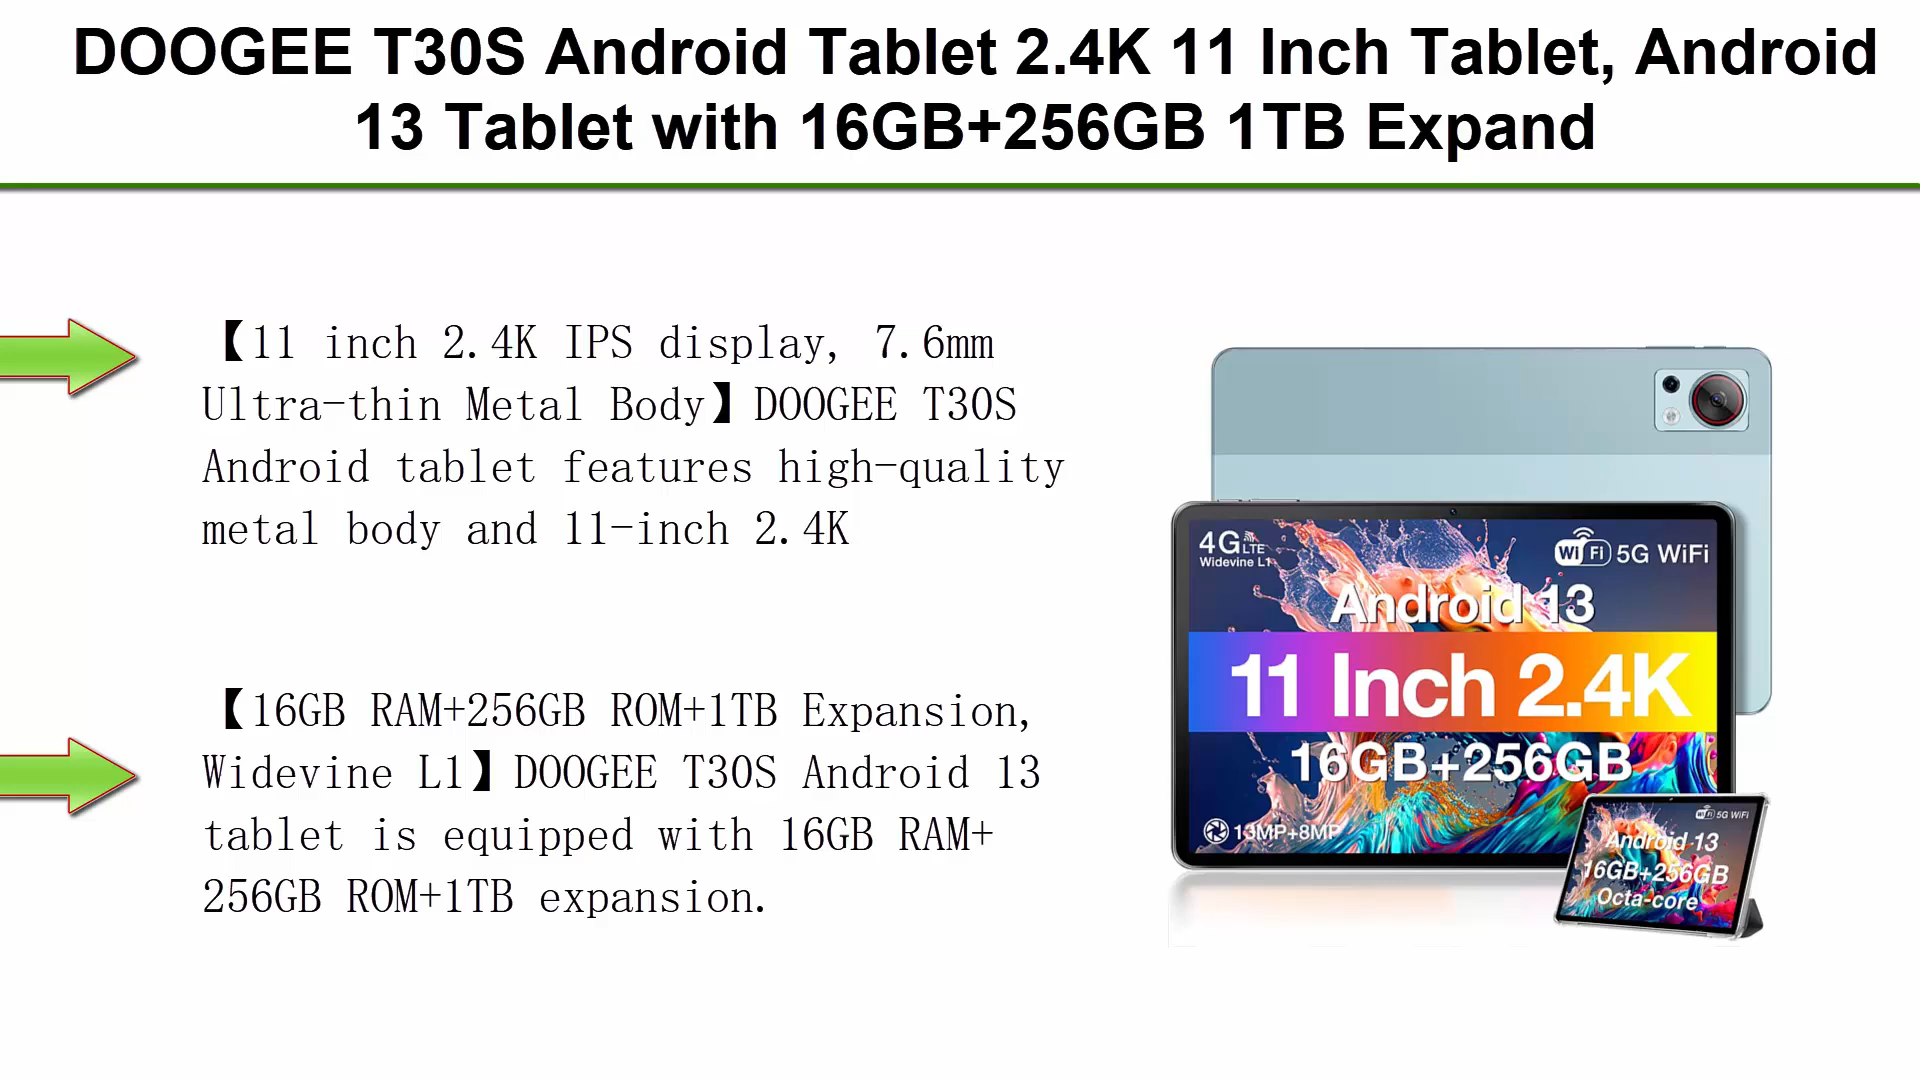 DOOGEE T30S Android Tablet 2.4K 11 Inch Tablet, Android
13 Tablet with 16GB+256GB 1TB Expand
【11 inch 2.4K IPS display, 7.6mm
Ultra-thin Metal Body】DOOGEE T30S
Android tablet features high-quality
metal body and 11-inch 2.4K
【16GB RAM+256GB ROM+1TB Expansion,
Widevine L1】DOOGEE T30S Android 13
tablet is equipped with 16GB RAM+
256GB ROM+1TB expansion.
4G LTE
Widevine L1
WiFi 5G WiFi
Android 13
11 Inch 2.4K
16GB+256GB
13MP+8MP
WiFi 5G WiFi
Android 13
16GB+256GB
Octa-core